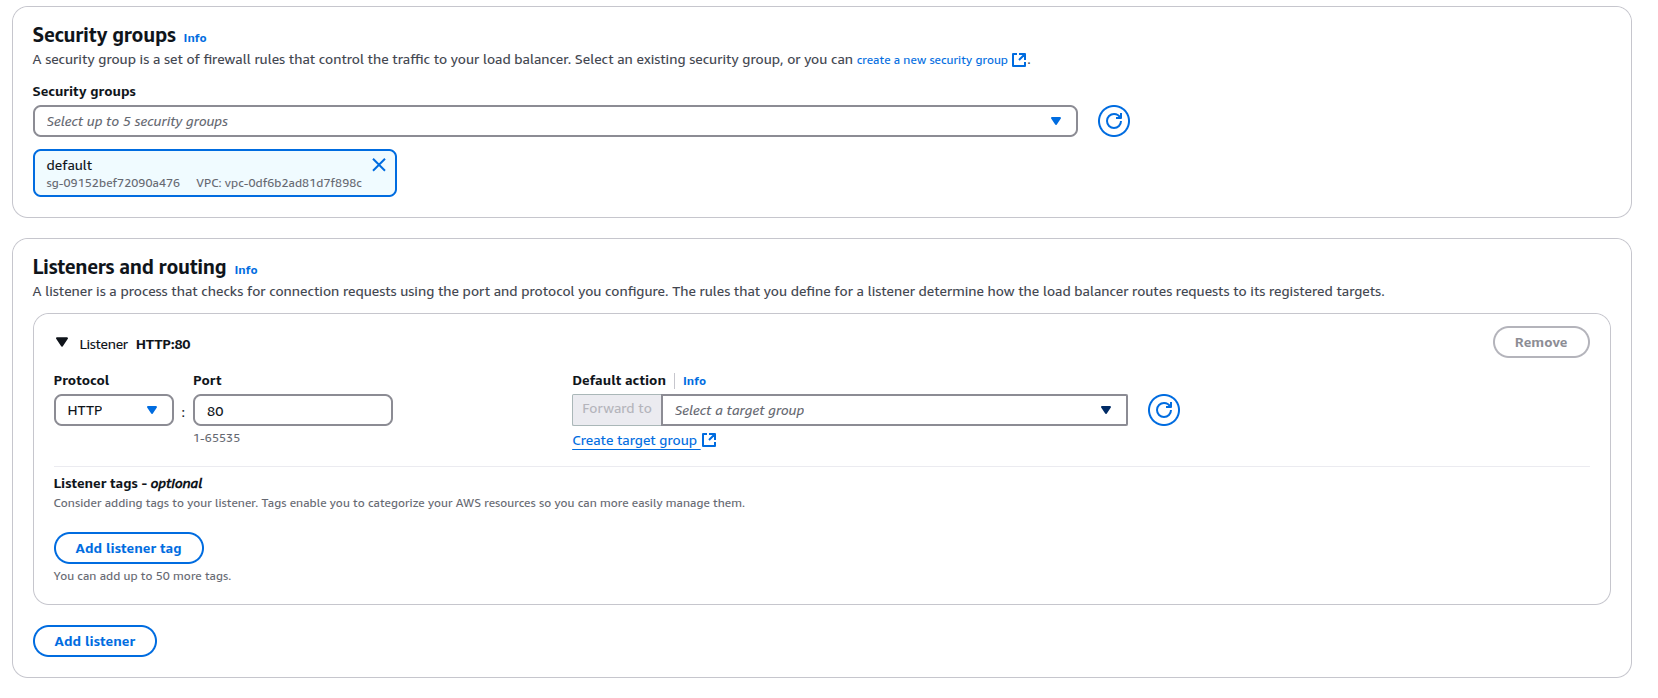 Security groups Info
A security group is a set of firewall rules that control the traffic to your load balancer. Select an existing security group, or you can create a new security group.
Security groups
Select up to 5 security groups
default
sg-09152bef72090a476 VPC: vpc-0df6b2ad81d7f898c
Listeners and routing Info
A listener is a process that checks for connection requests using the port and protocol you configure. The rules that you define for a listener determine how the load balancer routes requests to its registered targets.
Listener HTTP:80 Remove
Protocol Port Default action Info
HTTP : 80 Forward to Select a target group
1-65535 Create target group
Listener tags - optional
Consider adding tags to your listener. Tags enable you to categorize your AWS resources so you can more easily manage them.
Add listener tag
You can add up to 50 more tags.
Add listener